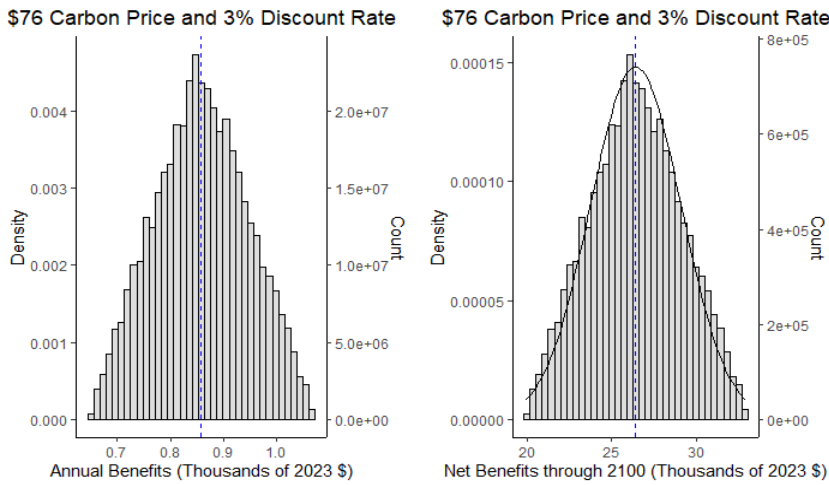 $76 Carbon Price and 3% Discount Rate
0.004
0.003
0.002
0.001
0.000
Density
2.0e+07
1.5e+07
1.0e+07
5.0e+06
0.0e+00
Count
0.7 0.8 0.9 1.0
Annual Benefits (Thousands of 2023 $)
$76 Carbon Price and 3% Discount Rate
0.00015
0.00010
0.00005
0.00000
Density
8e+05
6e+05
4e+05
2e+05
0e+00
Count
20 25 30
Net Benefits through 2100 (Thousands of 2023 $)